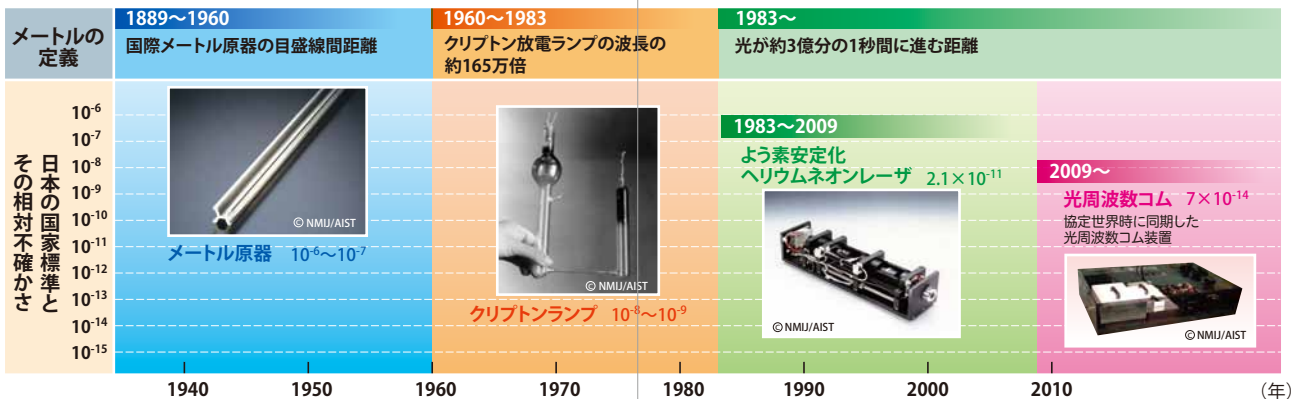 メートルの
定義
1889〜1960
国際メートル原器の目盛線間距離
1960〜1983
クリプトン放電ランプの波長の
約165万倍
1983〜
光が約3億分の1秒間に進む距離
日本の国家標準と
その相対不確かさ
10⁻⁶
10⁻⁷
10⁻⁸
10⁻⁹
10⁻¹⁰
10⁻¹¹
10⁻¹²
10⁻¹³
10⁻¹⁴
10⁻¹⁵
© NMIJ/AIST
メートル原器 10⁻⁶〜10⁻⁷
© NMIJ/AIST
クリプトンランプ 10⁻⁸〜10⁻⁹
1983〜2009
よう素安定化
ヘリウムネオンレーザ 2.1×10⁻¹¹
© NMIJ/AIST
2009〜
光周波数コム 7×10⁻¹⁴
協定世界時に同期した
光周波数コム装置
© NMIJ/AIST
1940 1950 1960 1970 1980 1990 2000 2010 (年)